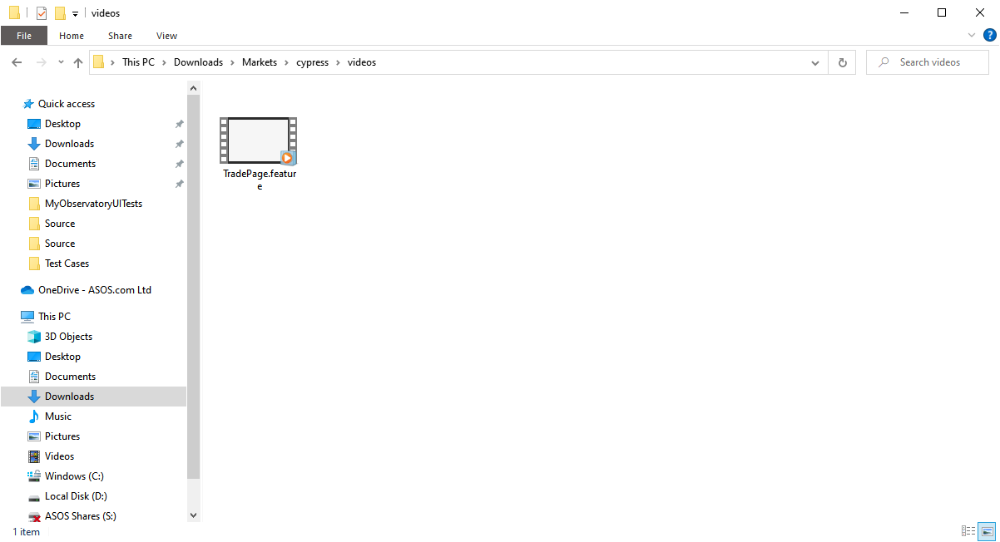 videos
File Home Share View
This PC Downloads Markets cypress videos
Search videos
Quick access
Desktop
Downloads
Documents
Pictures
MyObservatoryUITests
Source
Source
Test Cases
OneDrive - ASOS.com Ltd
This PC
3D Objects
Desktop
Documents
Downloads
Music
Pictures
Videos
Windows (C:)
Local Disk (D:)
ASOS Shares (S:)
TradePage.featur
e
1 item